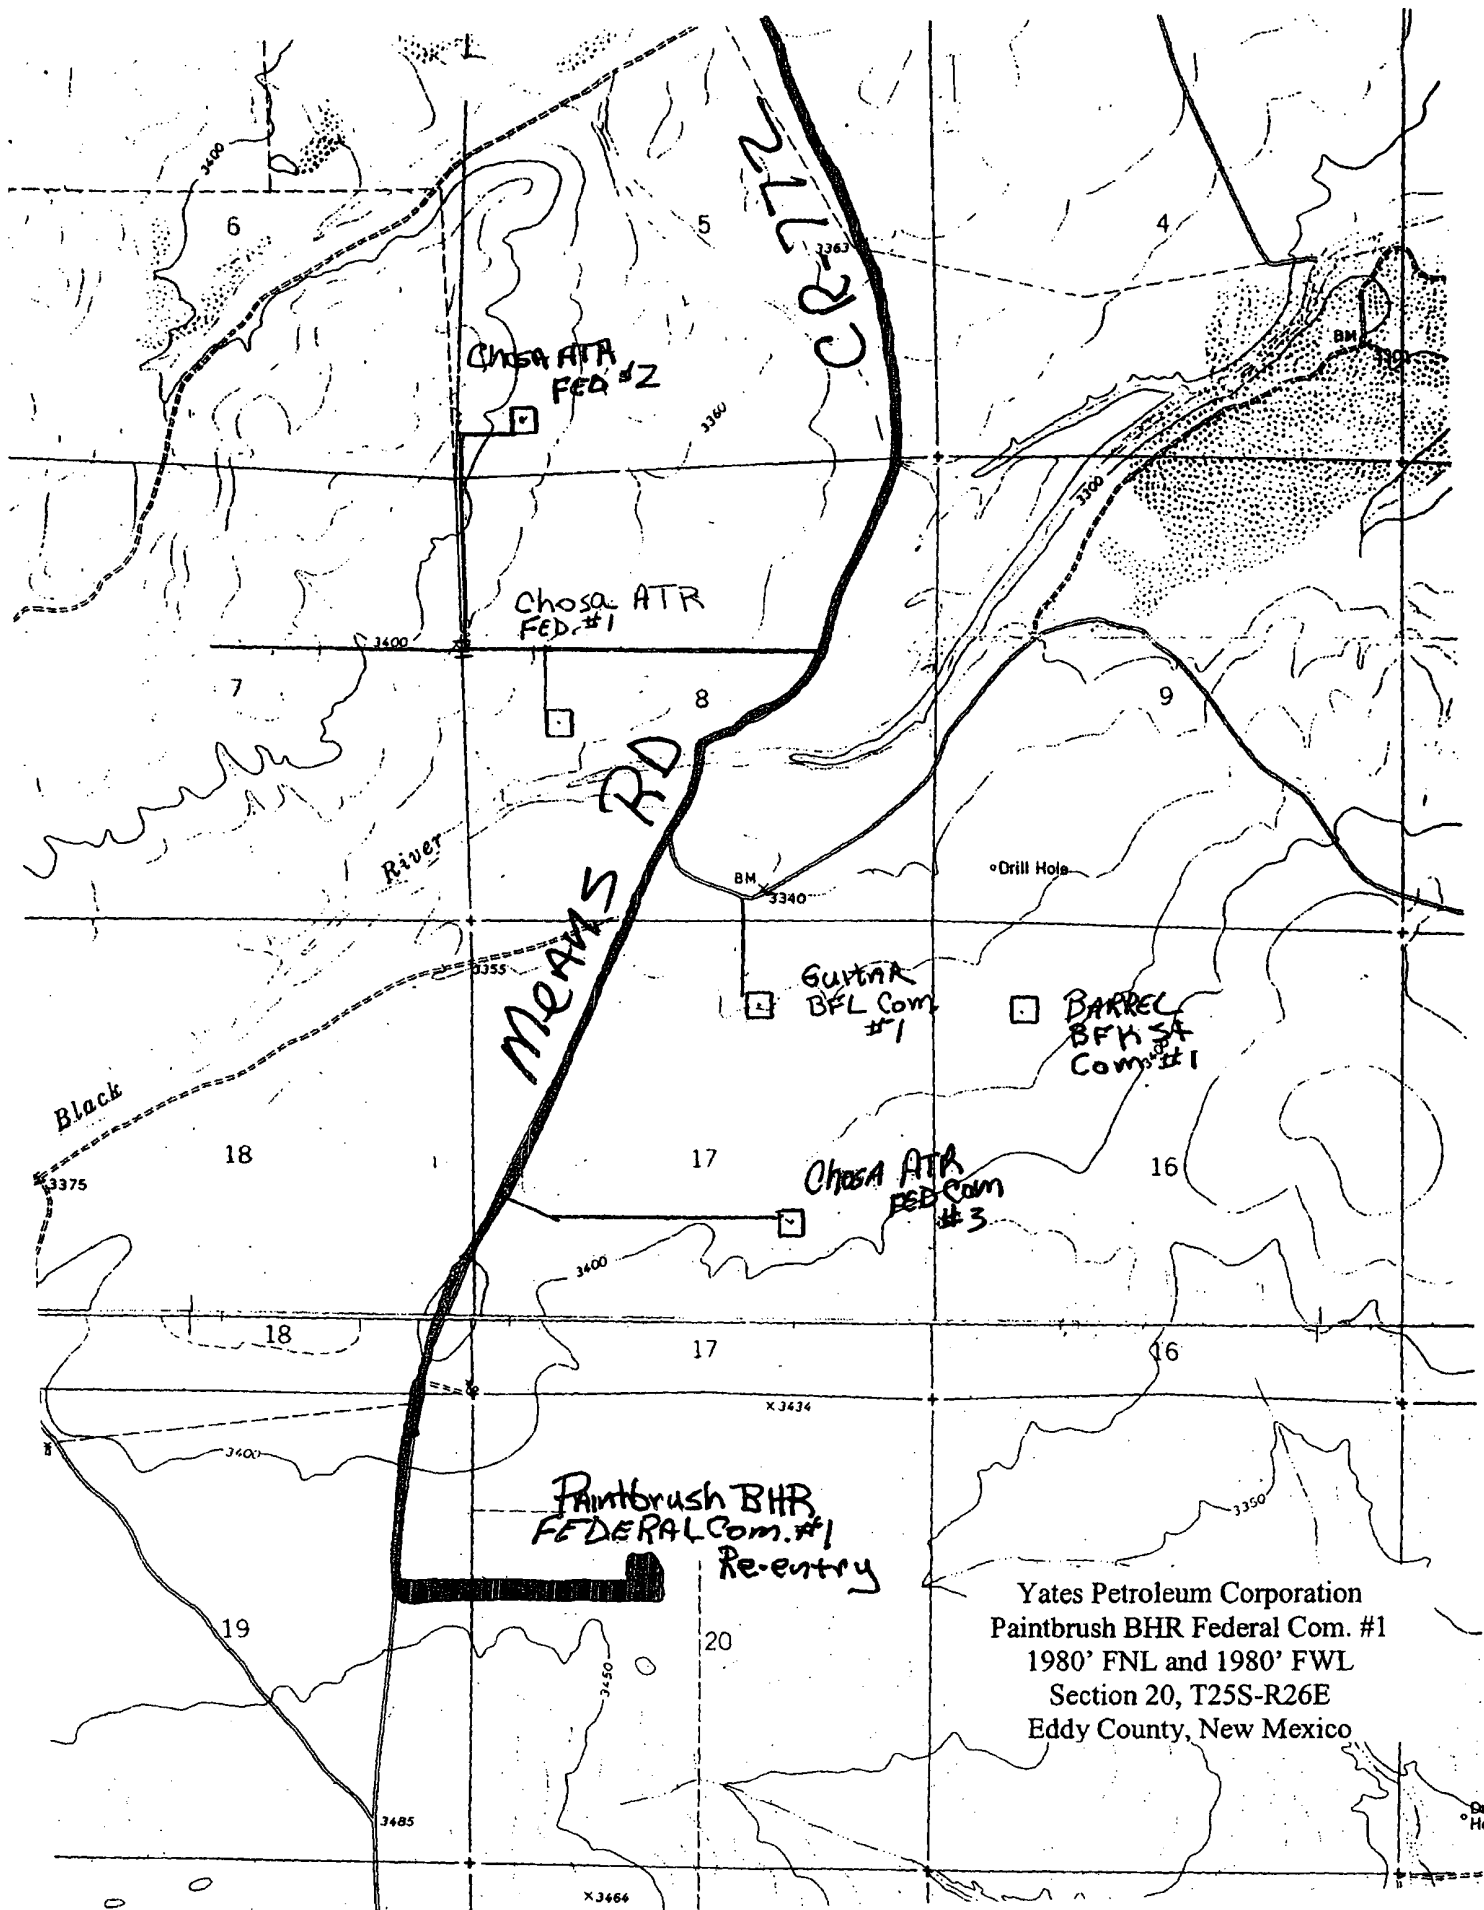 3400
6
5
4
CR-772
3363
BM
Chosa ATR
FED #2
3360
3300
Chosa ATR
FED. #1
3400
7
8
9
MEANS RD
River
Drill Hole
BM
3340
3355
Guitar
BFL Com
#1
BARREL
BFK St
Com #1
Black
18
17
16
3375
Chosa ATR
FED Com
#3
3400
18
17
16
3434
3400
Paintbrush BHR
FEDERAL Com. #1
Re-entry
3350
19
20
3450
Yates Petroleum Corporation
Paintbrush BHR Federal Com. #1
1980' FNL and 1980' FWL
Section 20, T25S-R26E
Eddy County, New Mexico
3485
3464